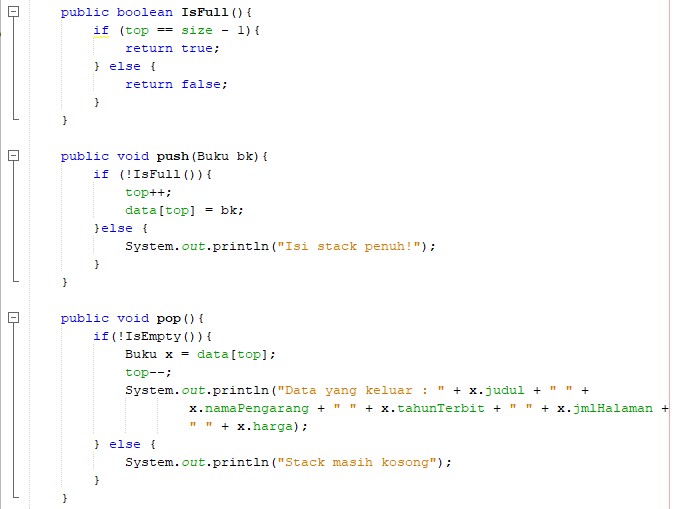 public boolean IsFull(){
if (top == size - 1){
return true;
} else {
return false;
}
}
public void push(Buku bk){
if (!IsFull()){
top++;
data[top] = bk;
}else {
System.out.println("Isi stack penuh!");
}
}
public void pop(){
if(!IsEmpty()){
Buku x = data[top];
top--;
System.out.println("Data yang keluar : " + x.judul + " " +
x.namaPengarang + " " + x.tahunTerbit + " " + x.jmlHalaman +
" " + x.harga);
} else {
System.out.println("Stack masih kosong");
}
}